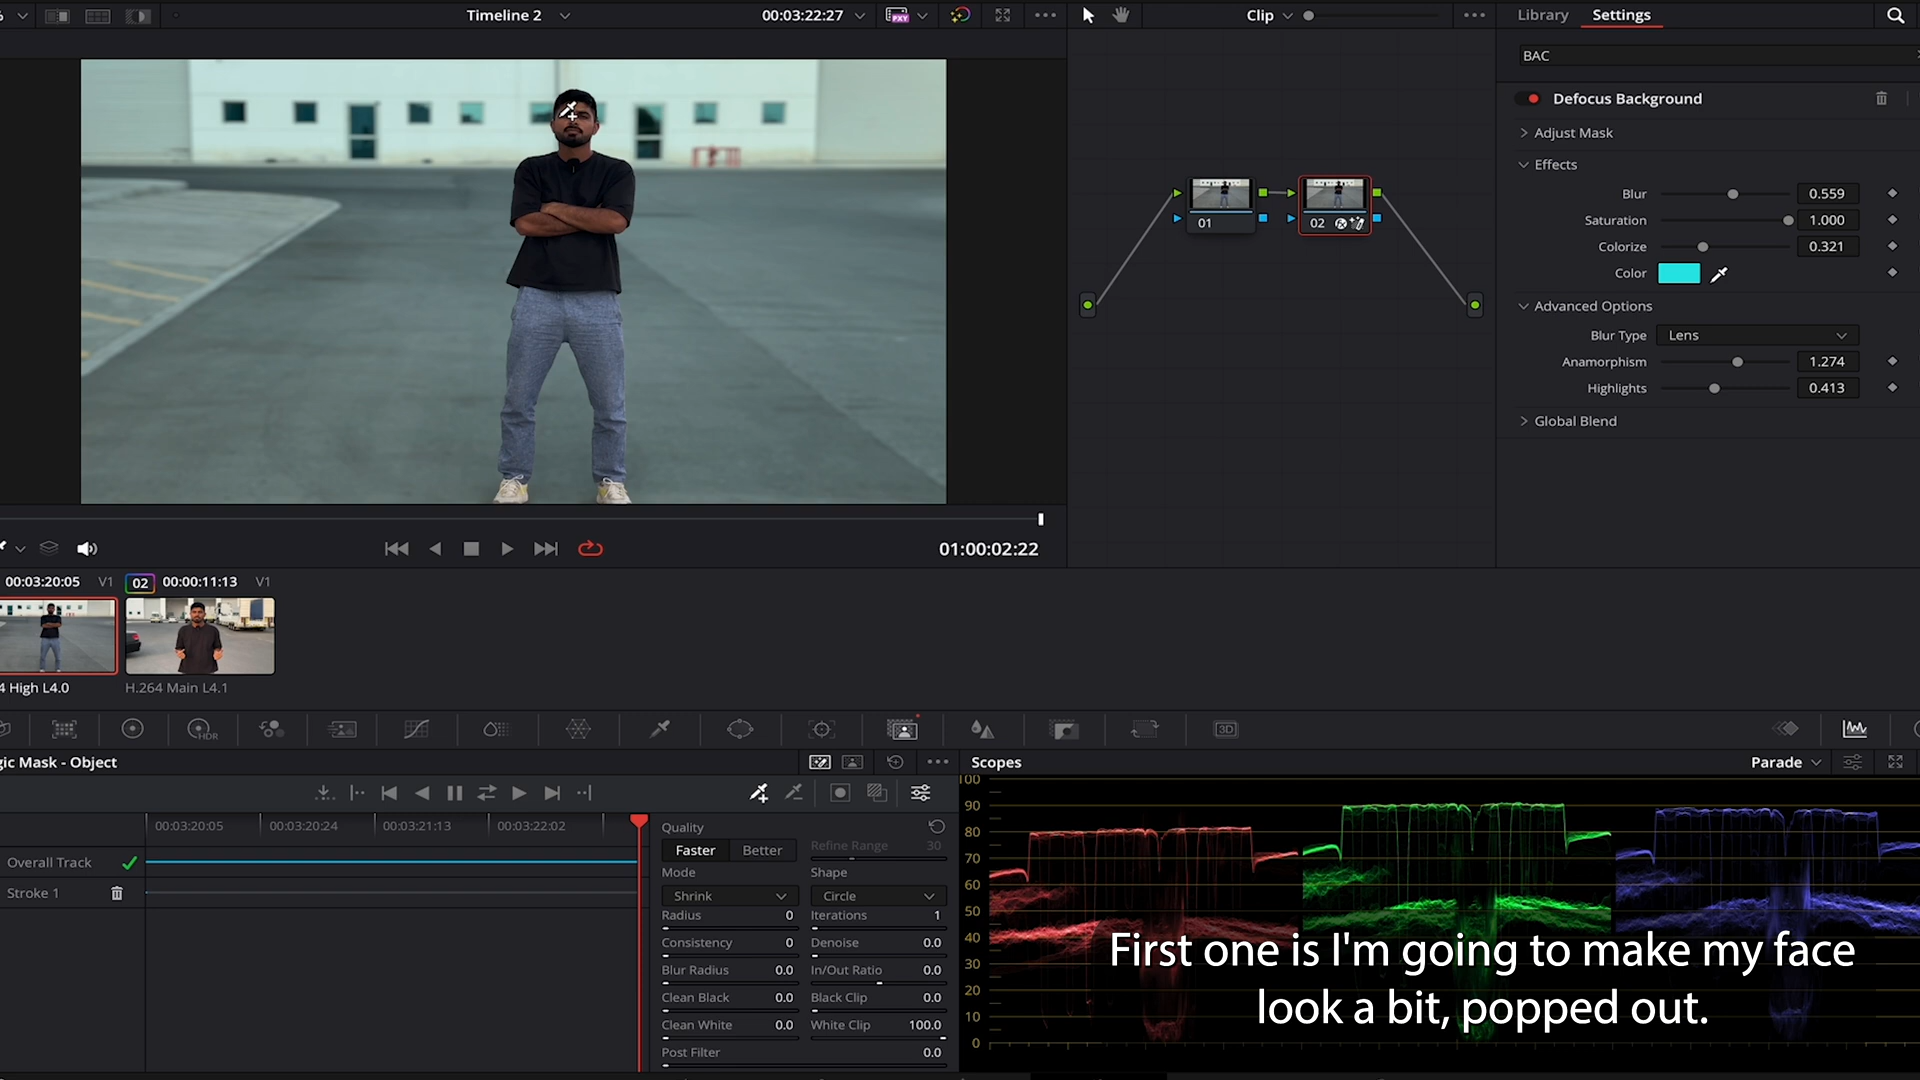 Timeline 2
00:03:22:27
PXY
Clip
Library
Settings
BAC
Defocus Background
Adjust Mask
Effects
Blur 0.559
Saturation 1.000
Colorize 0.321
Color
Advanced Options
Blur Type Lens
Anamorphism 1.274
Highlights 0.413
Global Blend
01
02
01:00:02:22
00:03:20:05 V1
02 00:00:11:13 V1
4 High L4.0
H.264 Main L4.1
HDR
3D
gic Mask - Object
Scopes
Parade
00:03:20:05
00:03:20:24
00:03:21:13
00:03:22:02
Overall Track
Stroke 1
Quality
Faster Better
Refine Range 30
Mode Shape
Shrink Circle
Radius 0 Iterations 1
Consistency 0 Denoise 0.0
Blur Radius 0.0 In/Out Ratio 0.0
Clean Black 0.0 Black Clip 0.0
Clean White 0.0 White Clip 100.0
Post Filter 0.0
100
90
80
70
60
50
40
30
20
10
0
First one is I'm going to make my face
look a bit, popped out.